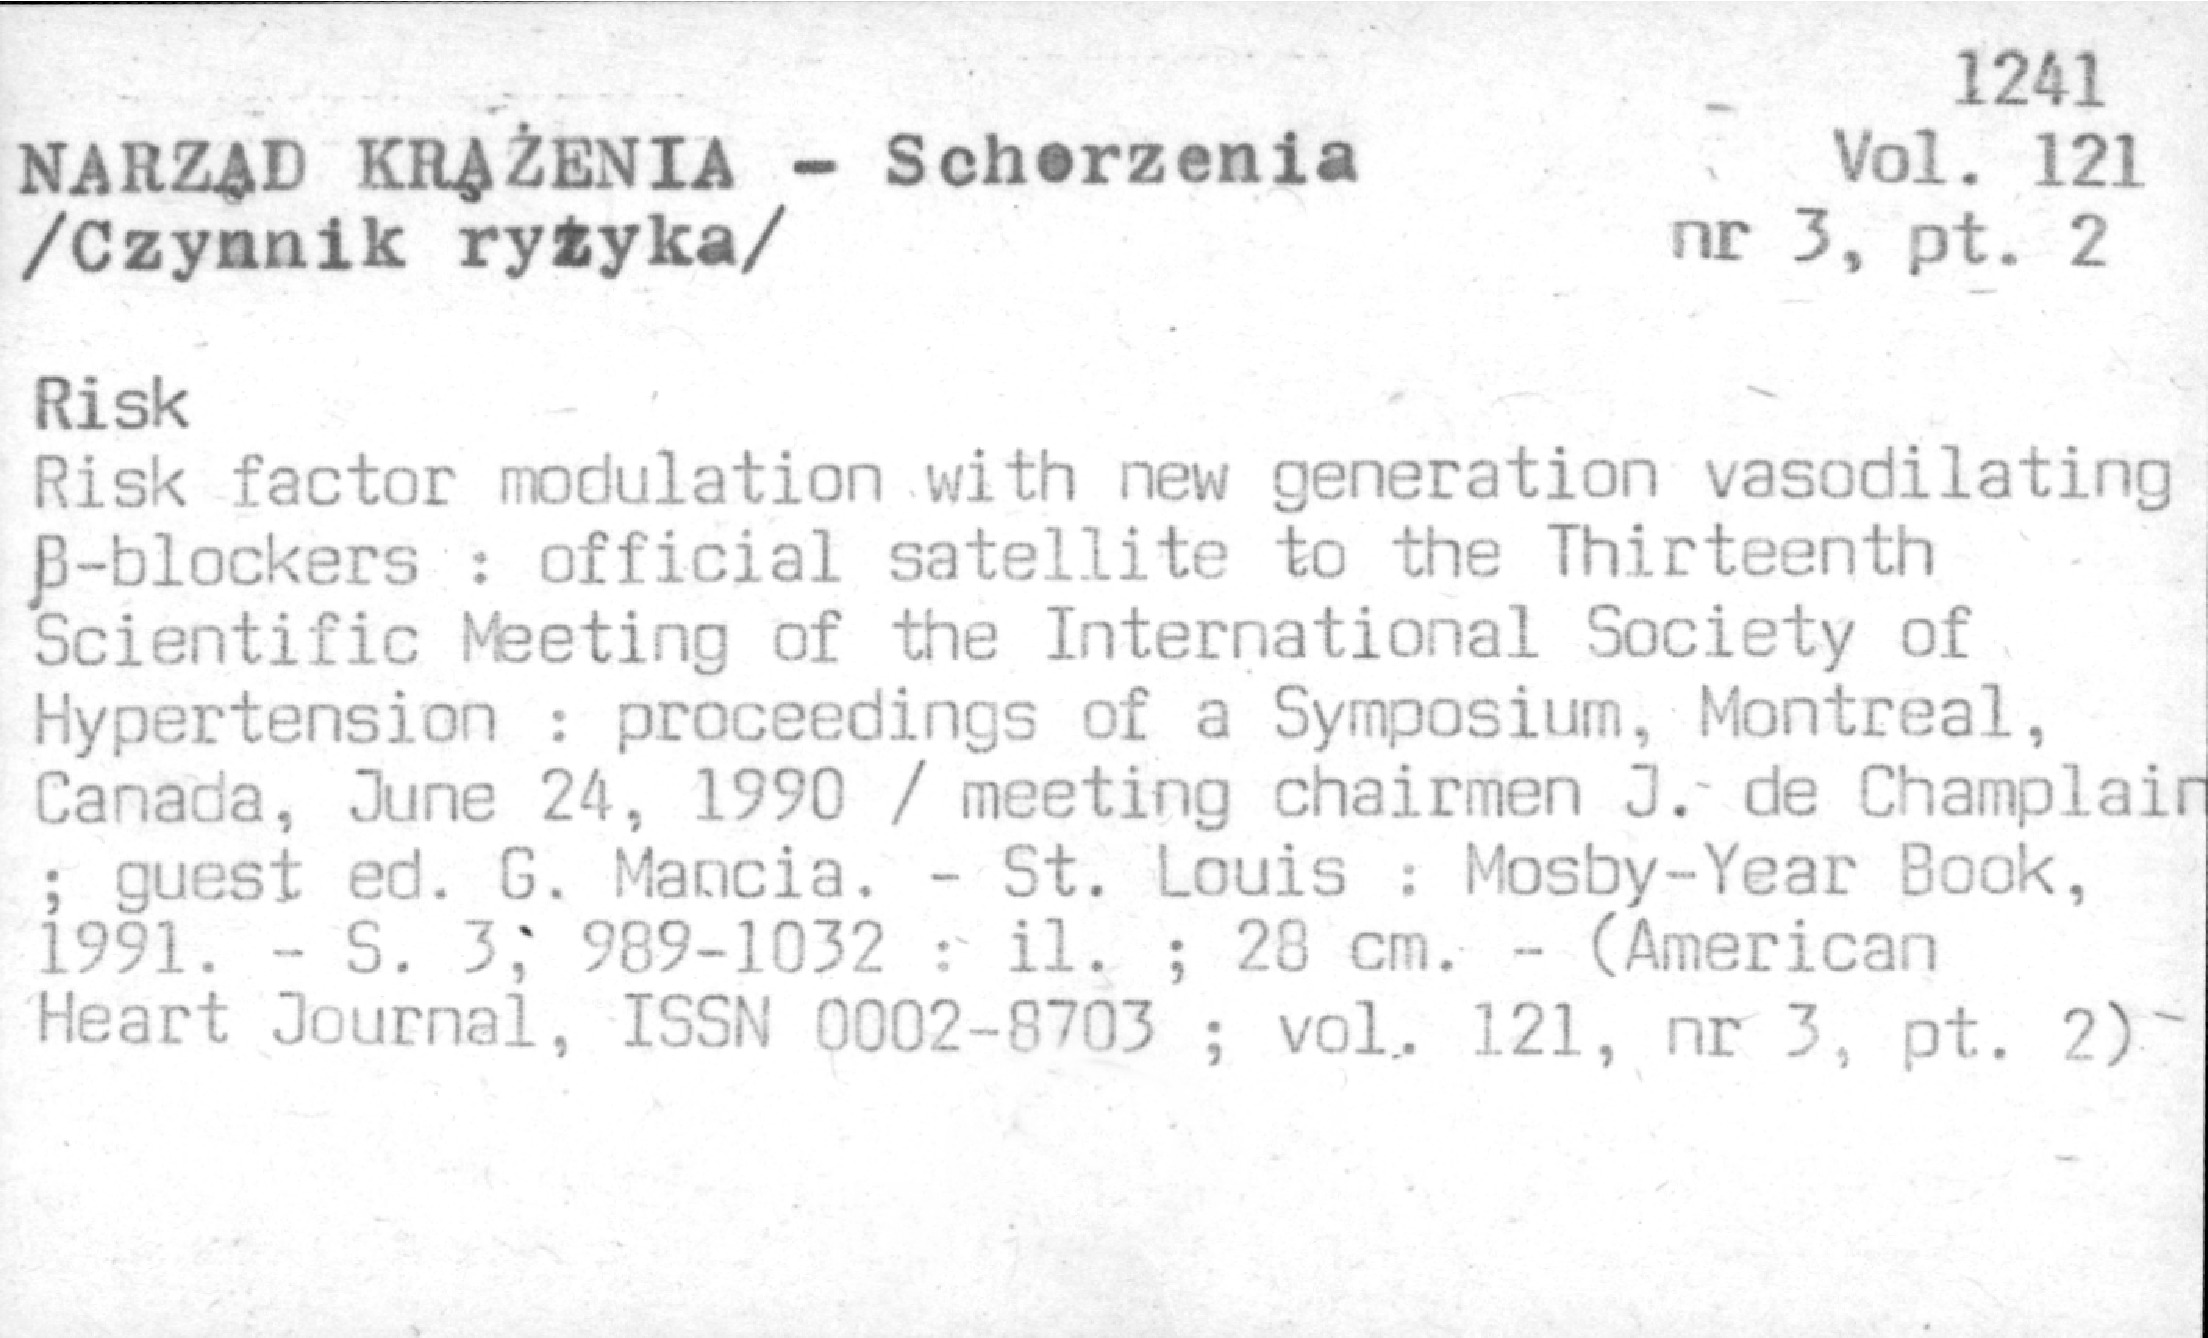 1241
NARZĄD KRĄŻENIA - Schorzenia
Vol. 121
/Czynnik ryzyka/
nr 3, pt. 2
Risk
Risk factor modulation with new generation vasodilating
β-blockers : official satellite to the Thirteenth
Scientific Meeting of the International Society of
Hypertension : proceedings of a Symposium, Montreal,
Canada, June 24, 1990 / meeting chairmen J. de Champlain
; guest ed. G. Mancia. - St. Louis : Mosby-Year Book,
1991. - S. 3; 989-1032 : il. ; 28 cm. - (American
Heart Journal, ISSN 0002-8703 ; vol. 121, nr 3, pt. 2)